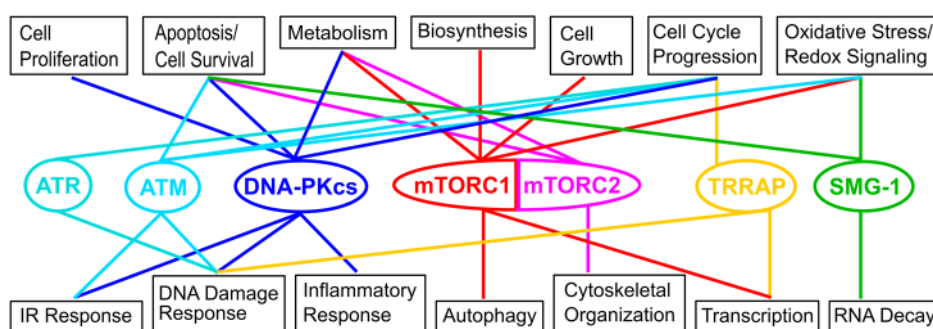 Cell
Proliferation
Apoptosis/
Cell Survival
Metabolism
Biosynthesis
Cell
Growth
Cell Cycle
Progression
Oxidative Stress/
Redox Signaling
ATR
ATM
DNA-PKcs
mTORC1
mTORC2
TRRAP
SMG-1
IR Response
DNA Damage
Response
Inflammatory
Response
Autophagy
Cytoskeletal
Organization
Transcription
RNA Decay